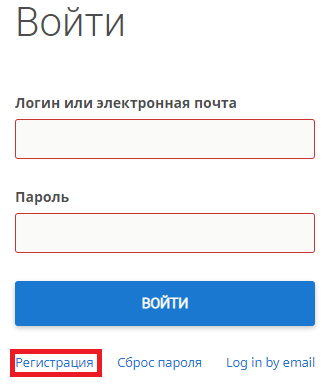 Войти
Логин или электронная почта
Пароль
ВОЙТИ
Регистрация Сброс пароля Log in by email